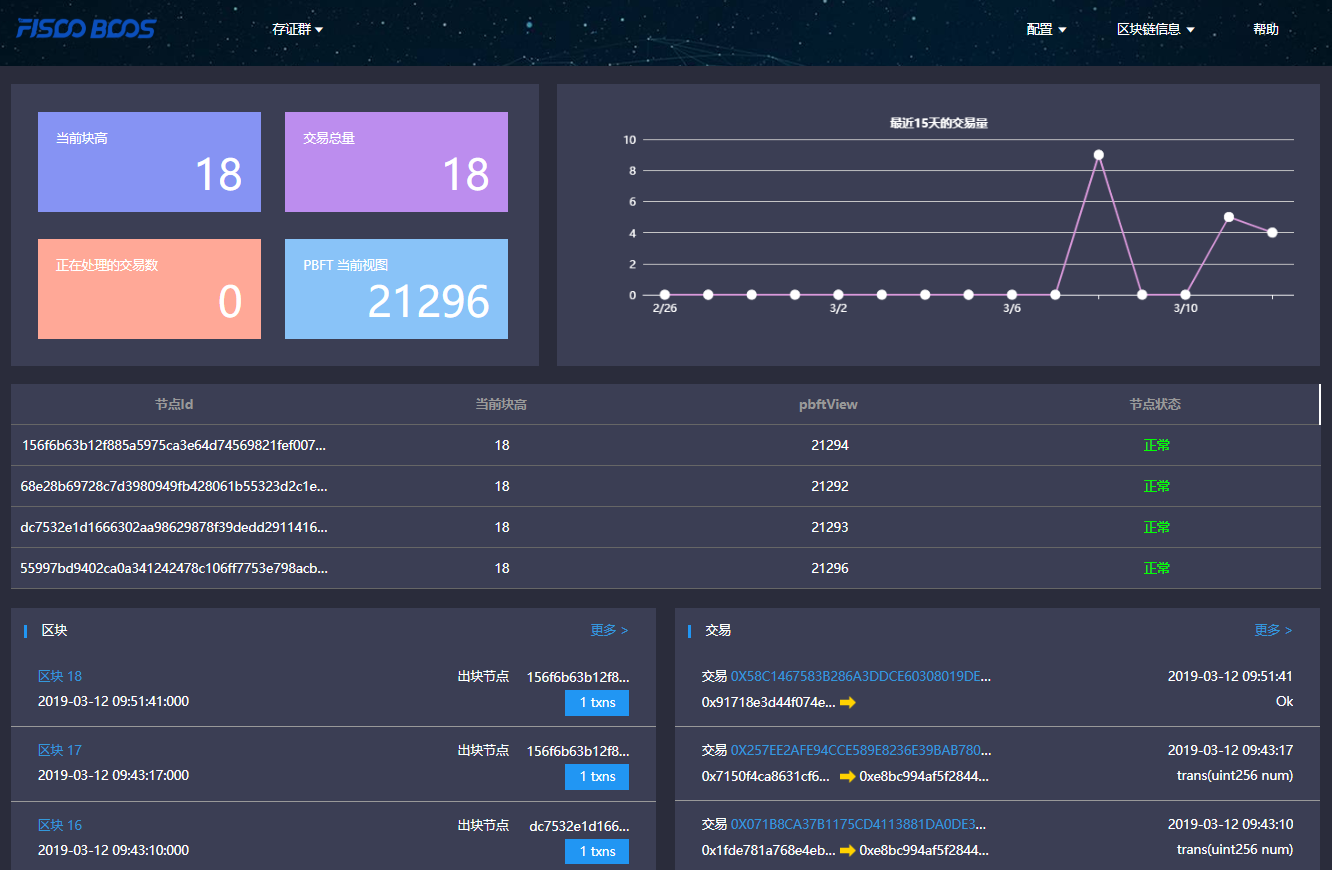 FISCO BCOS
存证群
配置
区块链信息
帮助
当前块高
18
交易总量
18
正在处理的交易数
0
PBFT 当前视图
21296
最近15天的交易量
10
8
6
4
2
0
2/26 3/2 3/6 3/10
节点Id 当前块高 pbftView 节点状态
156f6b63b12f885a5975ca3e64d74569821fef007... 18 21294 正常
68e28b69728c7d3980949fb428061b55323d2c1e... 18 21292 正常
dc7532e1d1666302aa98629878f39dedd2911416... 18 21293 正常
55997bd9402ca0a341242478c106ff7753e798acb... 18 21296 正常
区块 更多 >
区块 18 出块节点 156f6b63b12f8...
2019-03-12 09:51:41:000 1 txns
区块 17 出块节点 156f6b63b12f8...
2019-03-12 09:43:17:000 1 txns
区块 16 出块节点 dc7532e1d166...
2019-03-12 09:43:10:000 1 txns
交易 更多 >
交易 0X58C1467583B286A3DDCE60308019DE... 2019-03-12 09:51:41
0x91718e3d44f074e... Ok
交易 0X257EE2AFE94CCE589E8236E39BAB780... 2019-03-12 09:43:17
0x7150f4ca8631cf6... 0xe8bc994af5f2844... trans(uint256 num)
交易 0X071B8CA37B1175CD4113881DA0DE3... 2019-03-12 09:43:10
0x1fde781a768e4eb... 0xe8bc994af5f2844... trans(uint256 num)